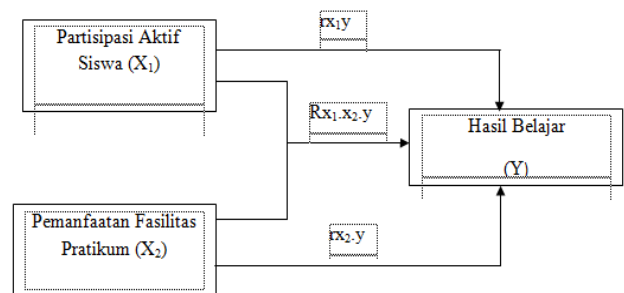 rx₁y
Partisipasi Aktif
Siswa (X₁)
Rx₁.x₂.y
Hasil Belajar
(Y)
Pemanfaatan Fasilitas
Pratikum (X₂)
rx₂.y